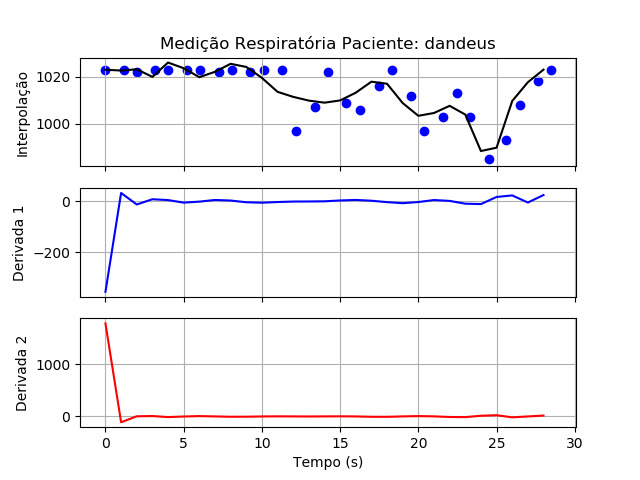 Medição Respiratória Paciente: dandeus
Interpolação
1020
1000
Derivada 1
0
−200
Derivada 2
1000
0
0 5 10 15 20 25 30
Tempo (s)